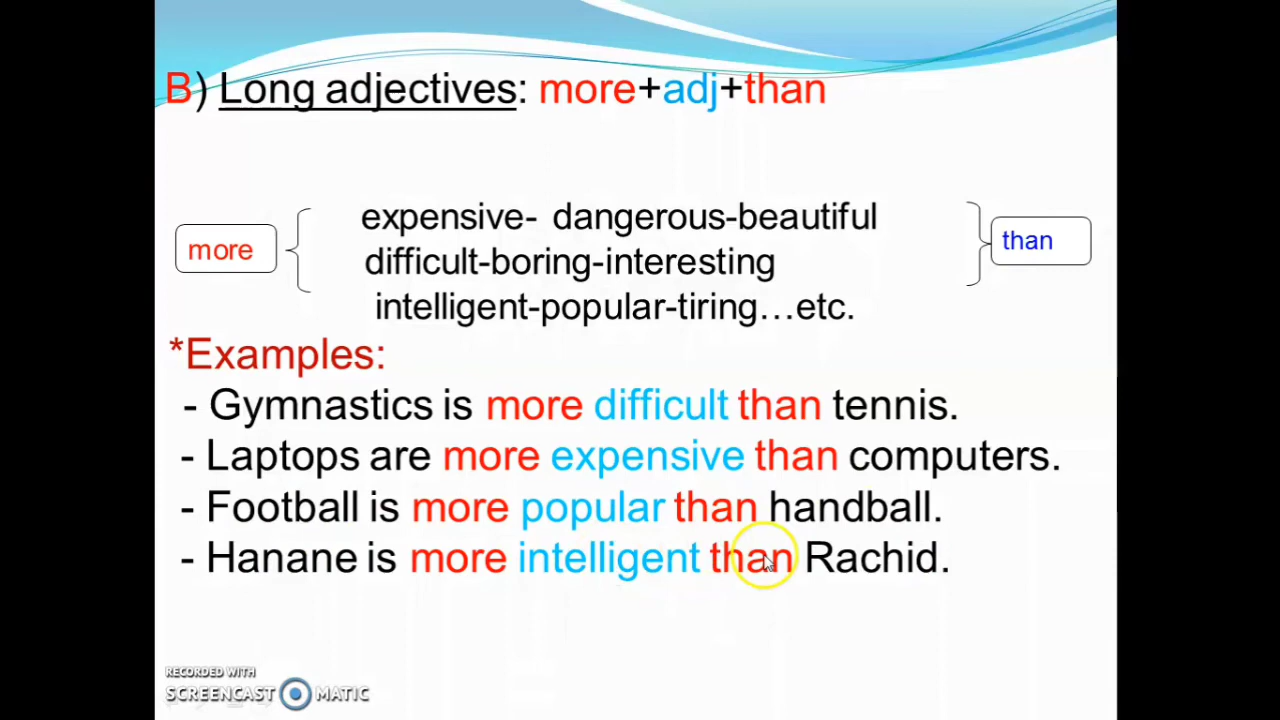 B) Long adjectives: more+adj+than
expensive- dangerous-beautiful
more
than
difficult-boring-interesting
intelligent-popular-tiring…etc.
*Examples:
- Gymnastics is more difficult than tennis.
- Laptops are more expensive than computers.
- Football is more popular than handball.
- Hanane is more intelligent than Rachid.
RECORDED WITH
SCREENCAST MATIC